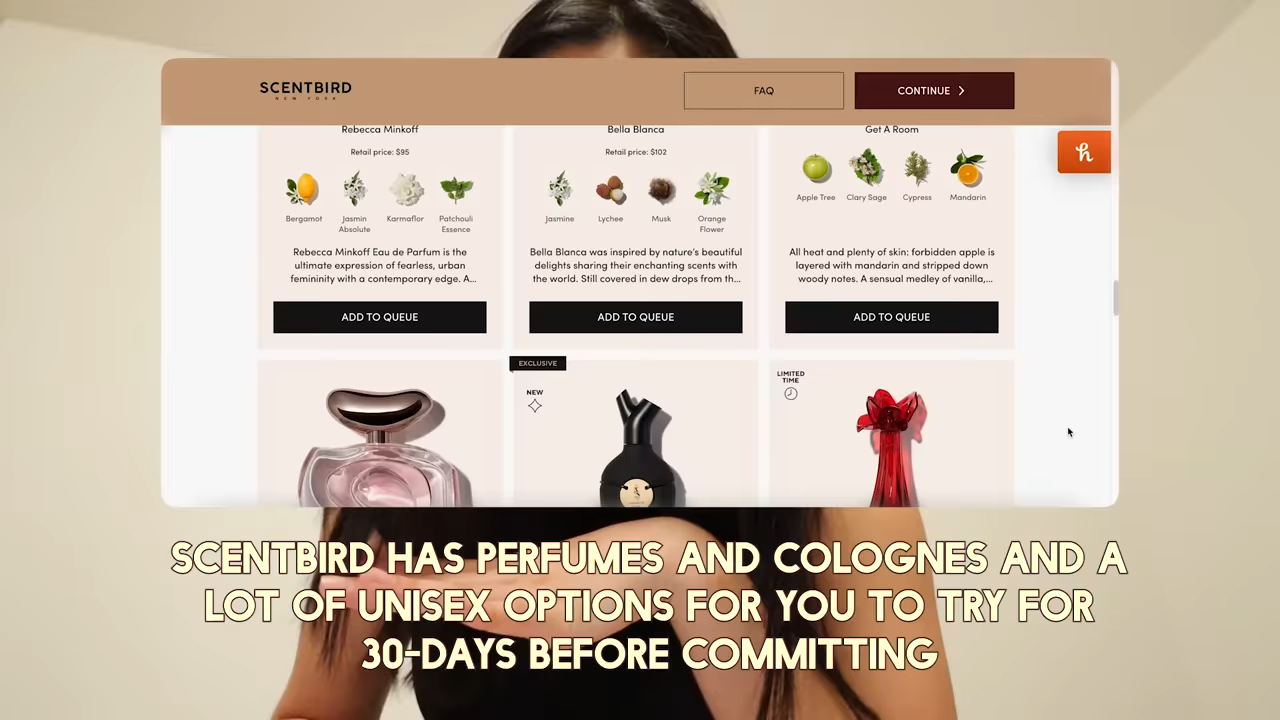 SCENTBIRD
NEW YORK
FAQ
CONTINUE
Rebecca Minkoff
Retail price: $95
Bergamot
Jasmin
Absolute
Karmaflor
Patchouli
Essence
Rebecca Minkoff Eau de Parfum is the
ultimate expression of fearless, urban
femininity with a contemporary edge. A...
ADD TO QUEUE
Bella Blanca
Retail price: $102
Jasmine
Lychee
Musk
Orange
Flower
Bella Blanca was inspired by nature's beautiful
delights sharing their enchanting scents with
the world. Still covered in dew drops from th...
ADD TO QUEUE
Get A Room
Apple Tree
Clary Sage
Cypress
Mandarin
All heat and plenty of skin: forbidden apple is
layered with mandarin and stripped down
woody notes. A sensual medley of vanilla,...
ADD TO QUEUE
EXCLUSIVE
NEW
LIMITED
TIME
h
SCENTBIRD HAS PERFUMES AND COLOGNES AND A
LOT OF UNISEX OPTIONS FOR YOU TO TRY FOR
30-DAYS BEFORE COMMITTING